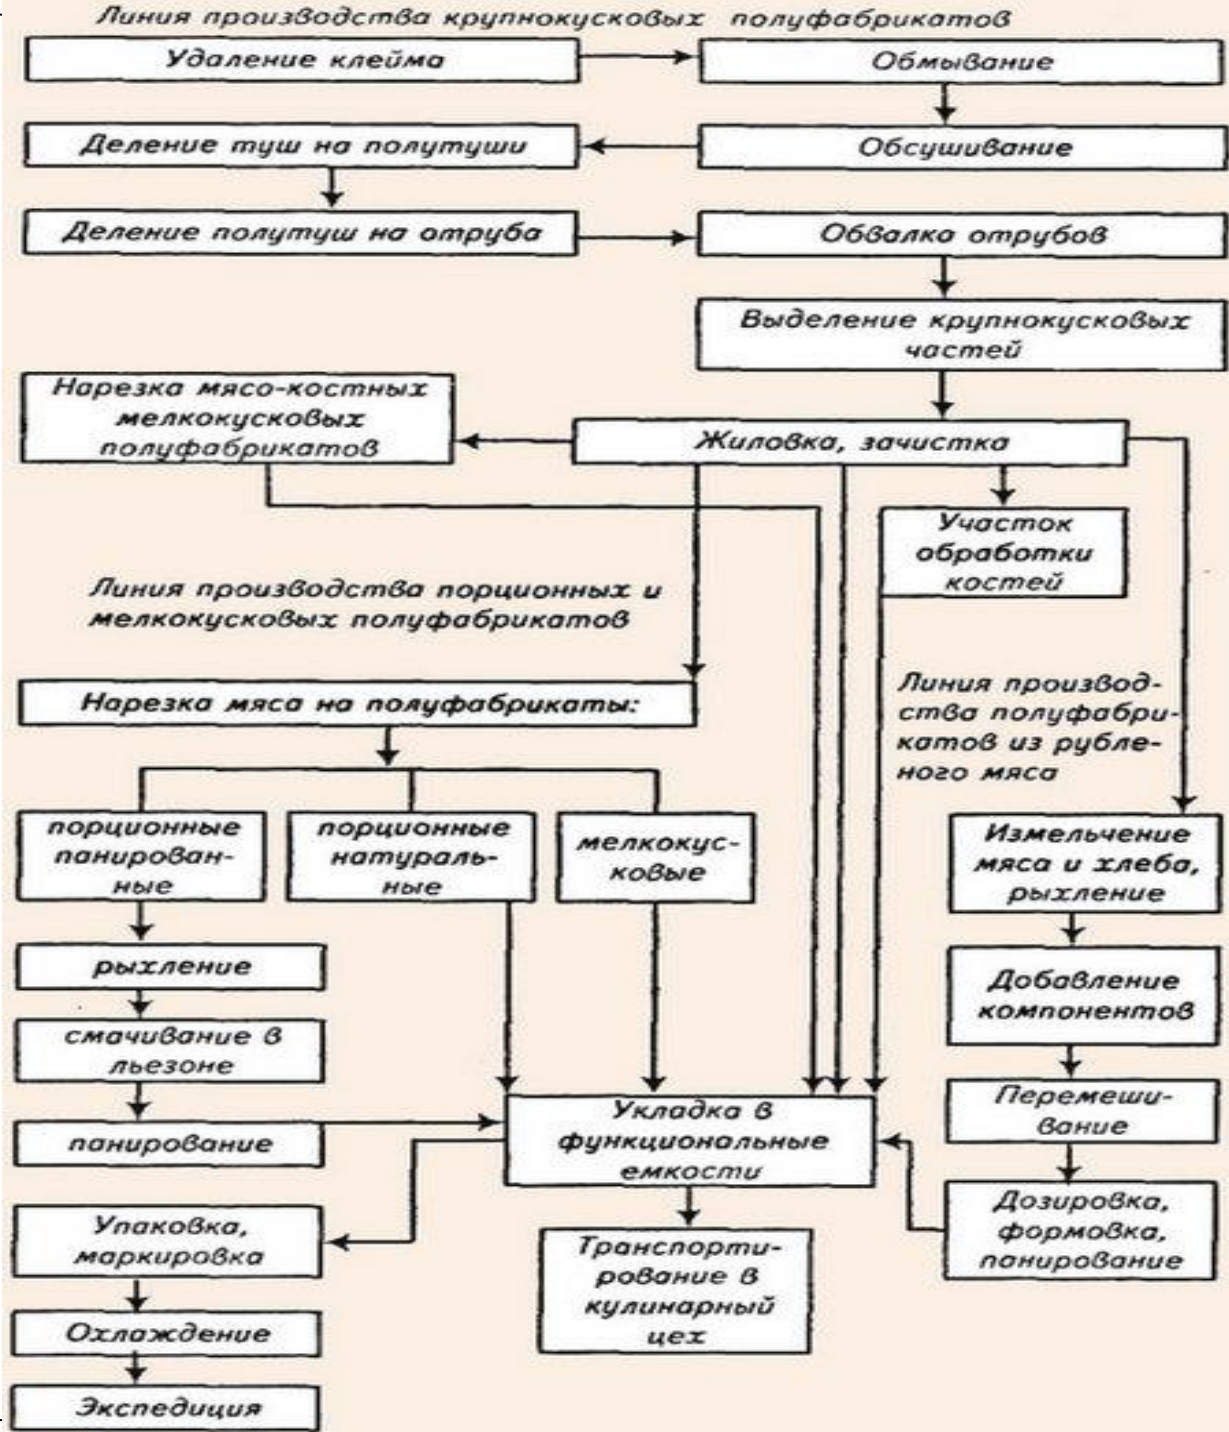 Линия производства крупнокусковых полуфабрикатов
Удаление клейма
Обмывание
Деление туш на полутуши
Обсушивание
Деление полутуш на отруба
Обвалка отрубов
Выделение крупнокусковых
частей
Нарезка мясо-костных
мелкокусковых
полуфабрикатов
Жиловка, зачистка
Участок
обработки
костей
Линия производства порционных и
мелкокусковых полуфабрикатов
Нарезка мяса на полуфабрикаты:
Линия производ-
ства полуфабри-
катов из рубле-
ного мяса
порционные
панирован-
ные
порционные
натураль-
ные
мелкокус-
ковые
Измельчение
мяса и хлеба,
рыхление
рыхление
Добавление
компонентов
смачивание в
льезоне
Перемеши-
вание
панирование
Укладка в
функциональные
емкости
Дозировка,
формовка,
панирование
Упаковка,
маркировка
Транспорти-
рование в
кулинарный
цех
Охлаждение
Экспедиция